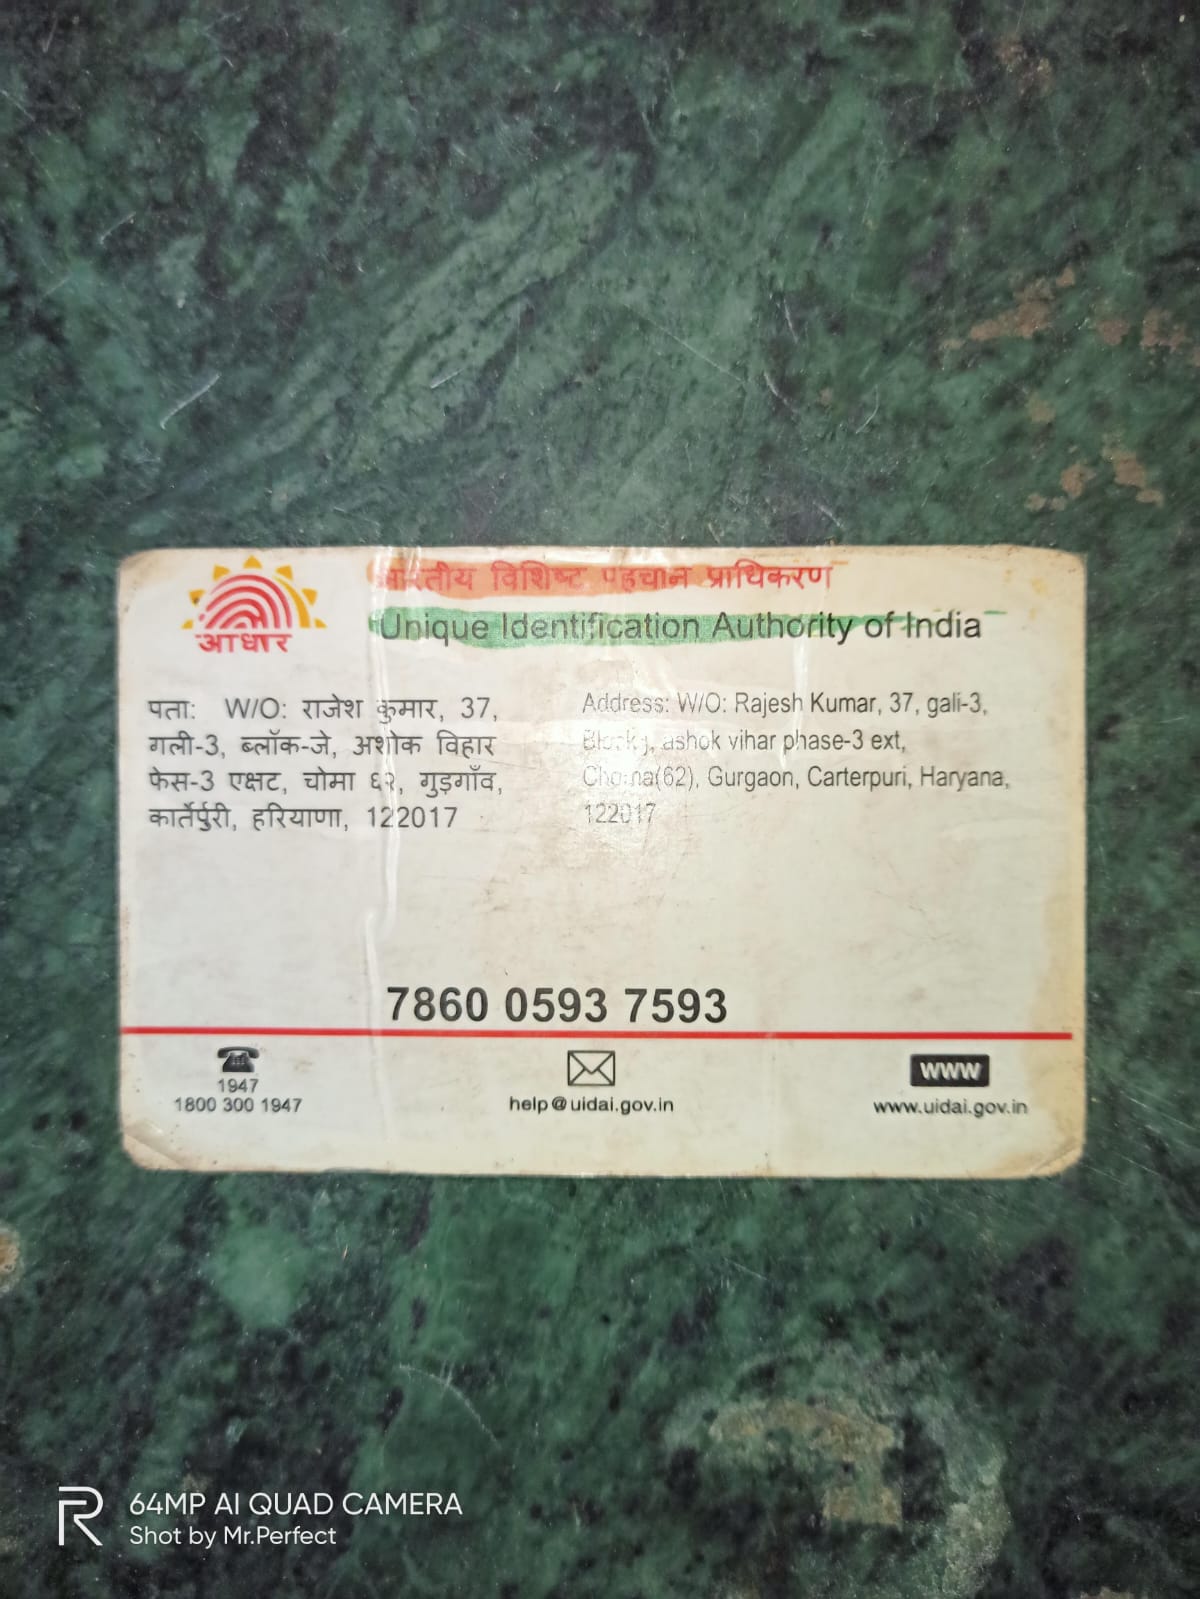 आधार
भारतीय विशिष्ट पहचान प्राधिकरण
Unique Identification Authority of India
पता: W/O: राजेश कुमार, 37,
गली-3, ब्लॉक-जे, अशोक विहार
फेस-3 एक्षट, चोमा ६२, गुड़गाँव,
कार्तेर्पुरी, हरियाणा, 122017
Address: W/O: Rajesh Kumar, 37, gali-3,
Block-j, ashok vihar phase-3 ext,
Choma(62), Gurgaon, Carterpuri, Haryana,
122017
7860 0593 7593
1947
1800 300 1947
help@uidai.gov.in
www
www.uidai.gov.in
64MP AI QUAD CAMERA
Shot by Mr.Perfect